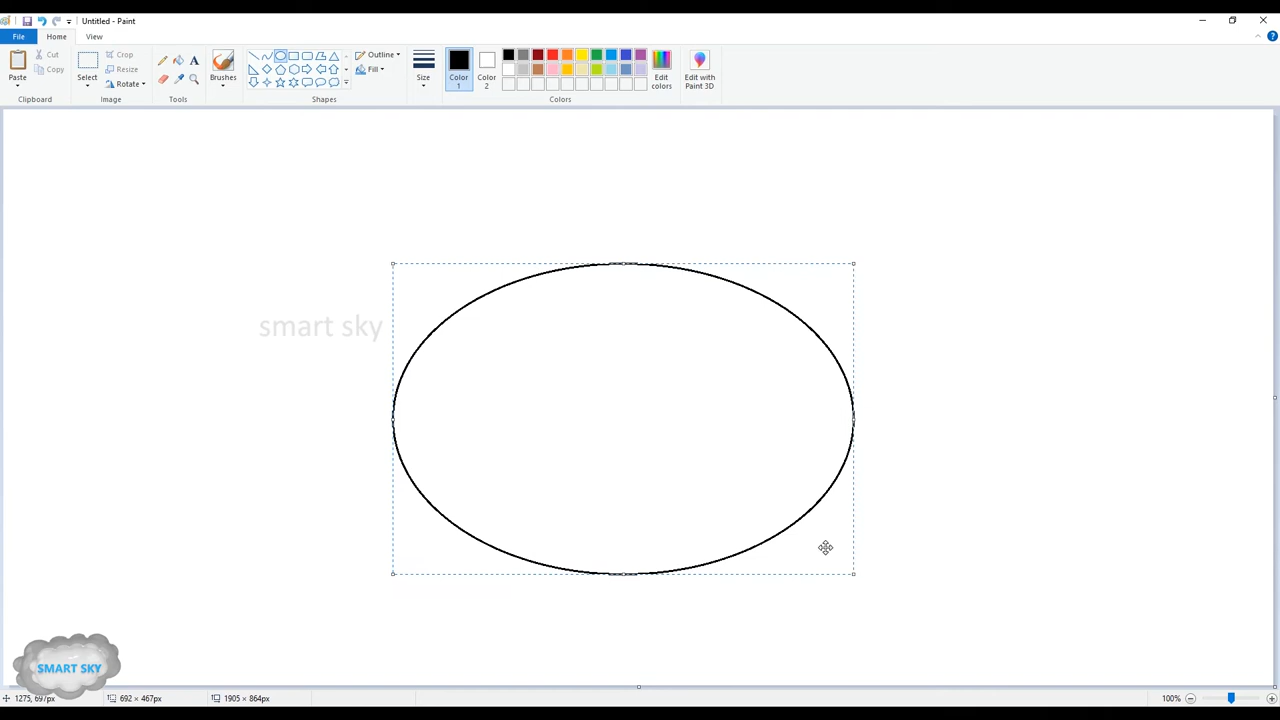 Untitled - Paint
File Home View
Paste
Cut
Copy
Clipboard
Select
Crop
Resize
Rotate
Image
Tools
Brushes
Outline
Fill
Shapes
Size
Color 1
Color 2
Edit colors
Colors
Edit with Paint 3D
smart sky
SMART SKY
1275, 697px
692 × 467px
1905 × 864px
100%